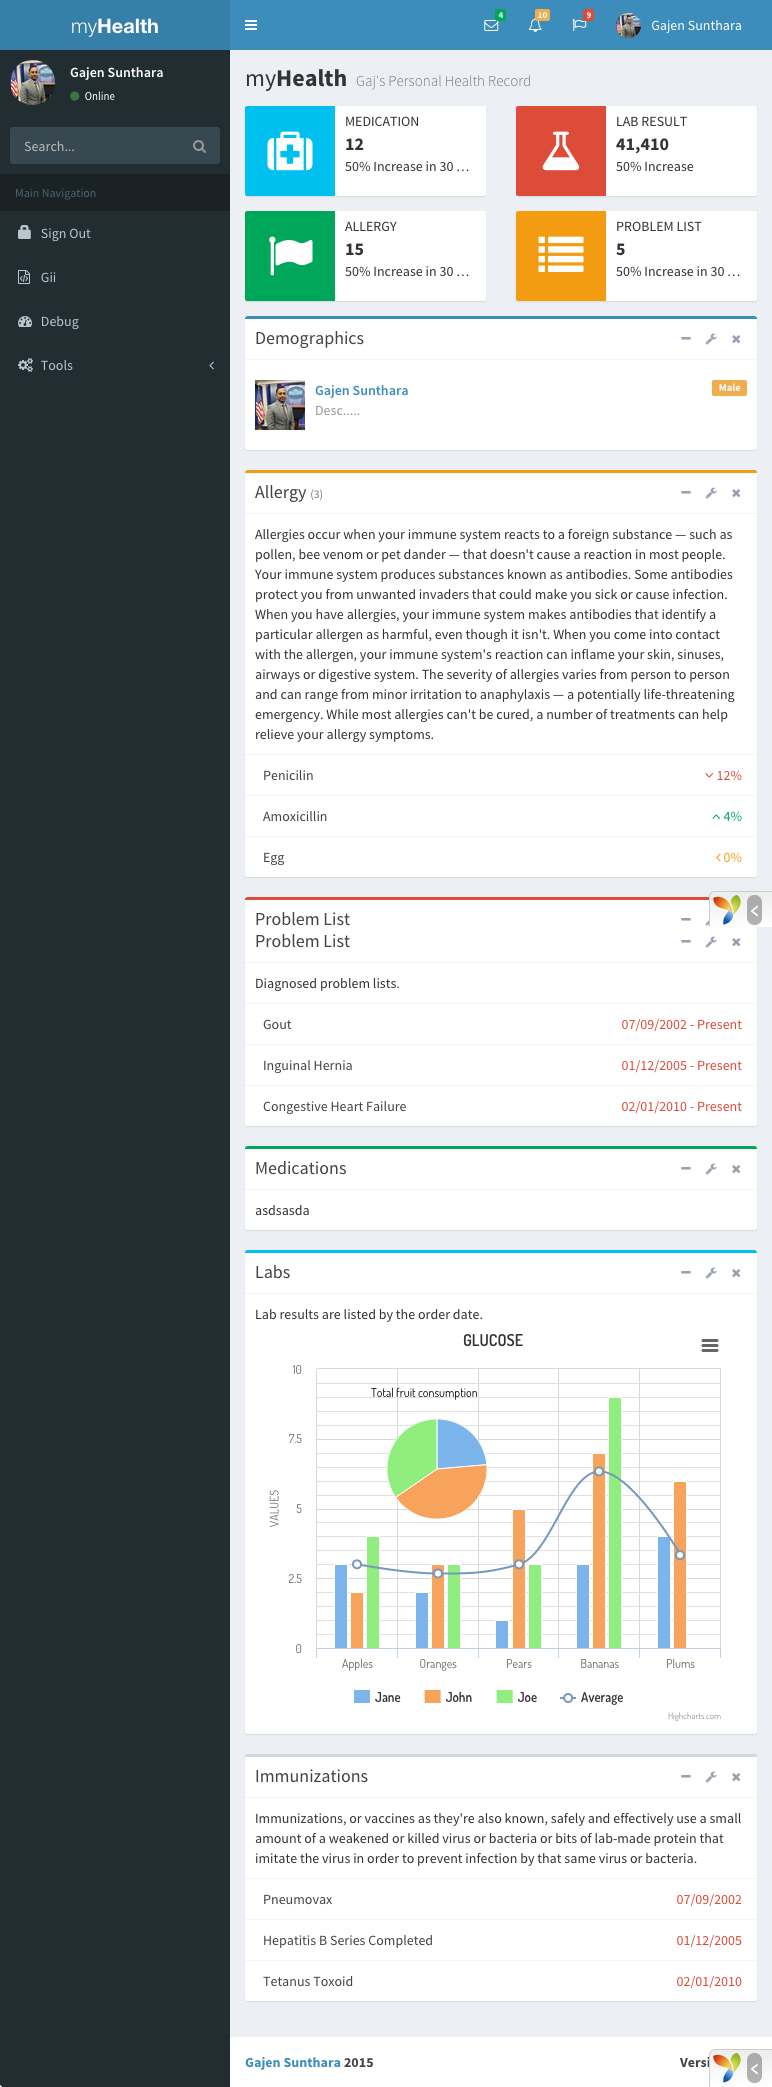 myHealth
4
10
9
Gajen Sunthara
Gajen Sunthara
Online
Search...
Main Navigation
Sign Out
Gii
Debug
Tools
myHealth Gaj's Personal Health Record
MEDICATION
12
50% Increase in 30 ...
LAB RESULT
41,410
50% Increase
ALLERGY
15
50% Increase in 30 ...
PROBLEM LIST
5
50% Increase in 30 ...
Demographics
Gajen Sunthara
Male
Desc.....
Allergy (3)
Allergies occur when your immune system reacts to a foreign substance — such as
pollen, bee venom or pet dander — that doesn't cause a reaction in most people.
Your immune system produces substances known as antibodies. Some antibodies
protect you from unwanted invaders that could make you sick or cause infection.
When you have allergies, your immune system makes antibodies that identify a
particular allergen as harmful, even though it isn't. When you come into contact
with the allergen, your immune system's reaction can inflame your skin, sinuses,
airways or digestive system. The severity of allergies varies from person to person
and can range from minor irritation to anaphylaxis — a potentially life-threatening
emergency. While most allergies can't be cured, a number of treatments can help
relieve your allergy symptoms.
Penicilin 12%
Amoxicillin 4%
Egg 0%
Problem List
Problem List
Diagnosed problem lists.
Gout 07/09/2002 - Present
Inguinal Hernia 01/12/2005 - Present
Congestive Heart Failure 02/01/2010 - Present
Medications
asdsasda
Labs
Lab results are listed by the order date.
GLUCOSE
Total fruit consumption
VALUES
10
7.5
5
2.5
0
Apples Oranges Pears Bananas Plums
Jane John Joe Average
Highcharts.com
Immunizations
Immunizations, or vaccines as they're also known, safely and effectively use a small
amount of a weakened or killed virus or bacteria or bits of lab-made protein that
imitate the virus in order to prevent infection by that same virus or bacteria.
Pneumovax 07/09/2002
Hepatitis B Series Completed 01/12/2005
Tetanus Toxoid 02/01/2010
Gajen Sunthara 2015 Versi